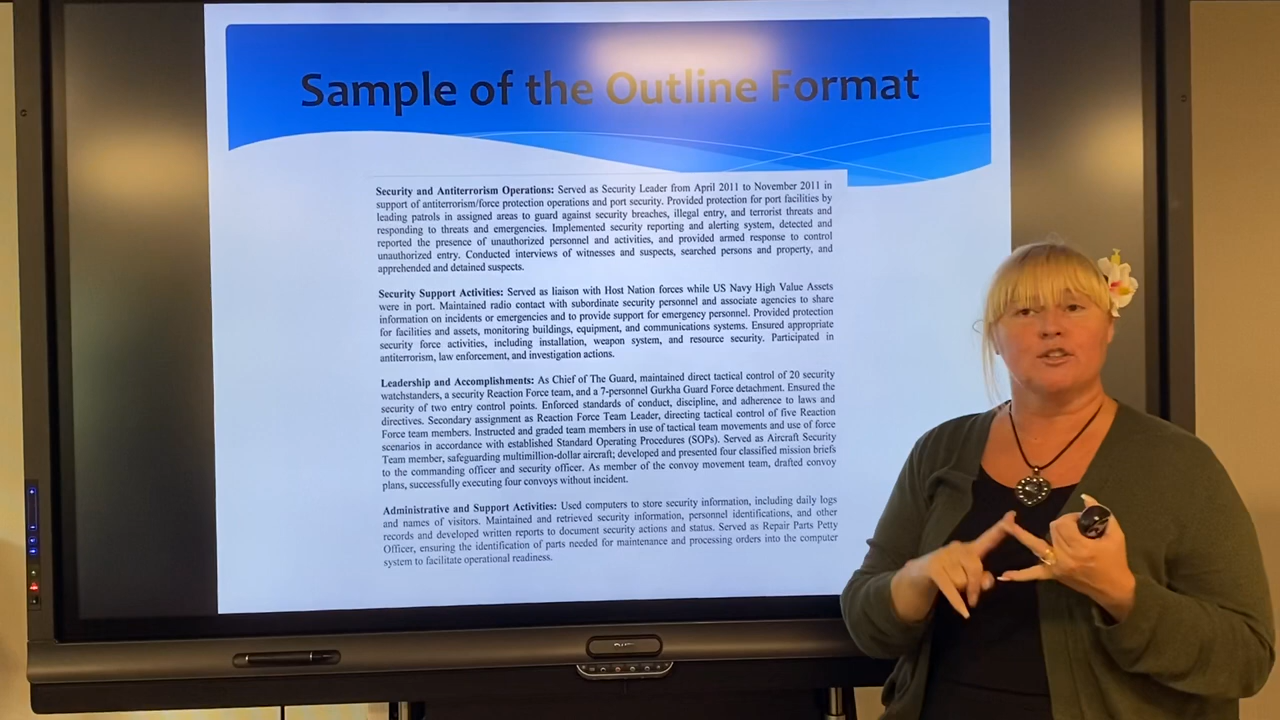 Sample of the Outline Format
Security and Antiterrorism Operations: Served as Security Leader from April 2011 to November 2011 in
support of antiterrorism/force protection operations and port security. Provided protection for port facilities by
leading patrols in assigned areas to guard against security breaches, illegal entry, and terrorist threats and
responding to threats and emergencies. Implemented security reporting and alerting system, detected and
reported the presence of unauthorized personnel and activities, and provided armed response to control
unauthorized entry. Conducted interviews of witnesses and suspects, searched persons and property, and
apprehended and detained suspects.
Security Support Activities: Served as liaison with Host Nation forces while US Navy High Value Assets
were in port. Maintained radio contact with subordinate security personnel and associate agencies to share
information on incidents or emergencies and to provide support for emergency personnel. Provided protection
for facilities and assets, monitoring buildings, equipment, and communications systems. Ensured appropriate
security force activities, including installation, weapon system, and resource security. Participated in
antiterrorism, law enforcement, and investigation actions.
Leadership and Accomplishments: As Chief of The Guard, maintained direct tactical control of 20 security
watchstanders, a security Reaction Force team, and a 7-personnel Gurkha Guard Force detachment. Ensured the
security of two entry control points. Enforced standards of conduct, discipline, and adherence to laws and
directives. Secondary assignment as Reaction Force Team Leader, directing tactical control of five Reaction
Force team members. Instructed and graded team members in use of tactical team movements and use of force
scenarios in accordance with established Standard Operating Procedures (SOPs). Served as Aircraft Security
Team member, safeguarding multimillion-dollar aircraft; developed and presented four classified mission briefs
to the commanding officer and security officer. As member of the convoy movement team, drafted convoy
plans, successfully executing four convoys without incident.
Administrative and Support Activities: Used computers to store security information, including daily logs
and names of visitors. Maintained and retrieved security information, personnel identifications, and other
records and developed written reports to document security actions and status. Served as Repair Parts Petty
Officer, ensuring the identification of parts needed for maintenance and processing orders into the computer
system to facilitate operational readiness.